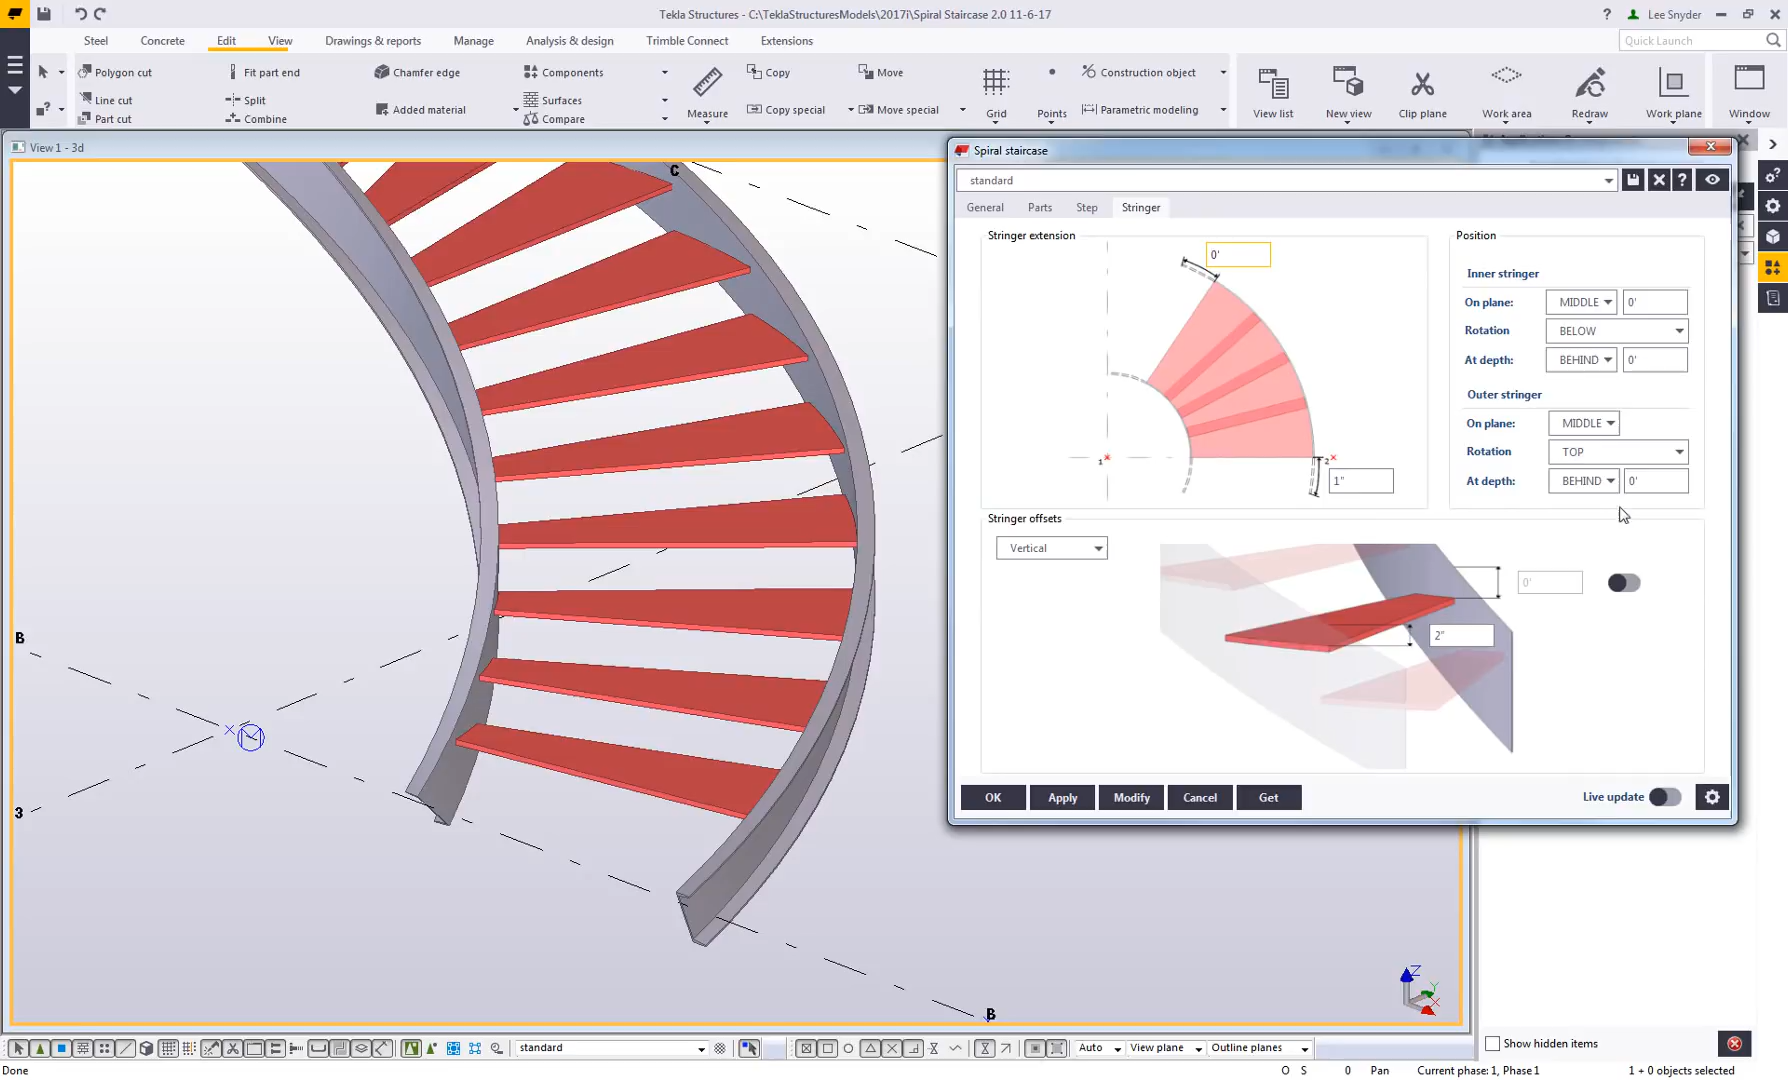 Tekla Structures - C:\TeklaStructuresModels\2017i\Spiral Staircase 2.0 11-6-17
? Lee Snyder
Steel Concrete Edit View Drawings & reports Manage Analysis & design Trimble Connect Extensions
Quick Launch
Polygon cut Fit part end Chamfer edge Components Copy Move Construction object
Line cut Split Surfaces
Added material Measure Copy special Move special Grid Points Parametric modeling View list New view Clip plane Work area Redraw Work plane Window
Part cut Combine Compare
View 1 - 3d
Spiral staircase
standard
General Parts Step Stringer
Stringer extension
0'
1
2
1"
Position
Inner stringer
On plane: MIDDLE 0'
Rotation BELOW
At depth: BEHIND 0'
Outer stringer
On plane: MIDDLE
Rotation TOP
At depth: BEHIND 0'
Stringer offsets
Vertical
0'
2"
OK Apply Modify Cancel Get
Live update
C
B
3
B
X
Z
Y
X
Show hidden items
standard
Auto View plane Outline planes
Done
O S 0 Pan Current phase: 1, Phase 1 1 + 0 objects selected